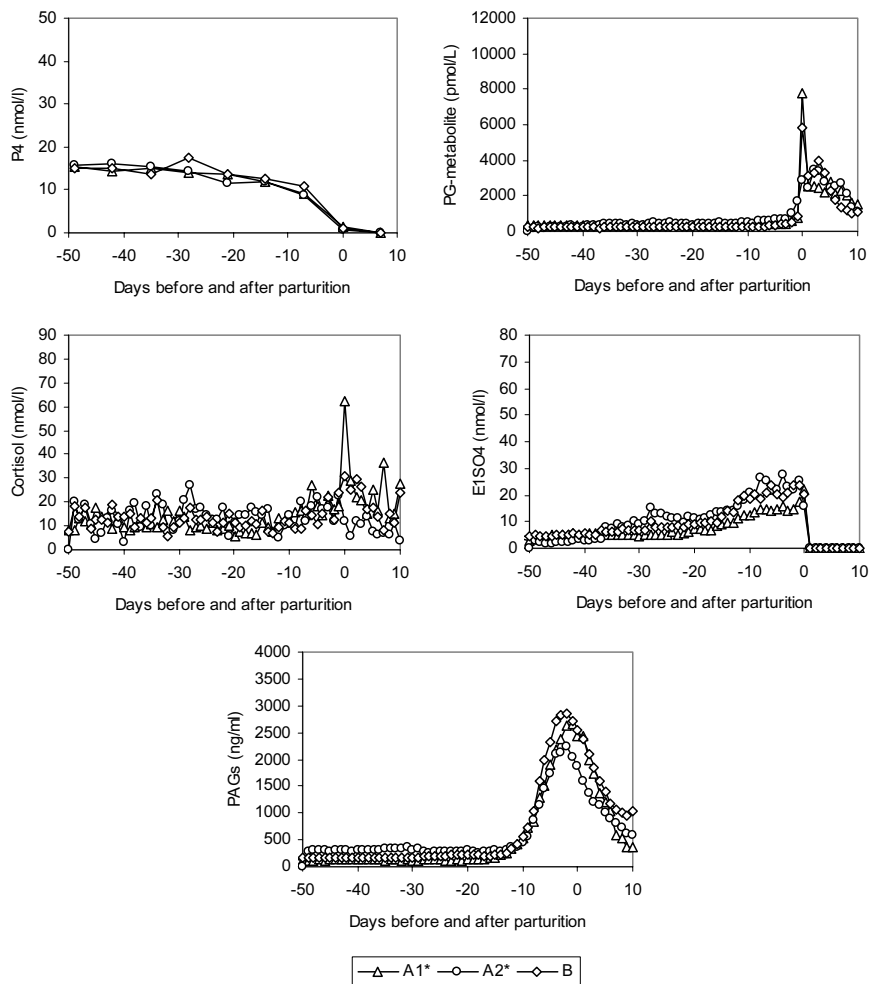 P4 (nmol/l)
50
40
30
20
10
0
-50 -40 -30 -20 -10 0 10
Days before and after parturition
PG-metabolite (pmol/L)
12000
10000
8000
6000
4000
2000
0
-50 -40 -30 -20 -10 0 10
Days before and after parturition
Cortisol (nmol/l)
90
80
70
60
50
40
30
20
10
0
-50 -40 -30 -20 -10 0 10
Days before and after parturition
E1SO4 (nmol/l)
80
70
60
50
40
30
20
10
0
-50 -40 -30 -20 -10 0 10
Days before and after parturition
PAGs (ng/ml)
4000
3500
3000
2500
2000
1500
1000
500
0
-50 -40 -30 -20 -10 0 10
Days before and after parturition
A1* A2* B